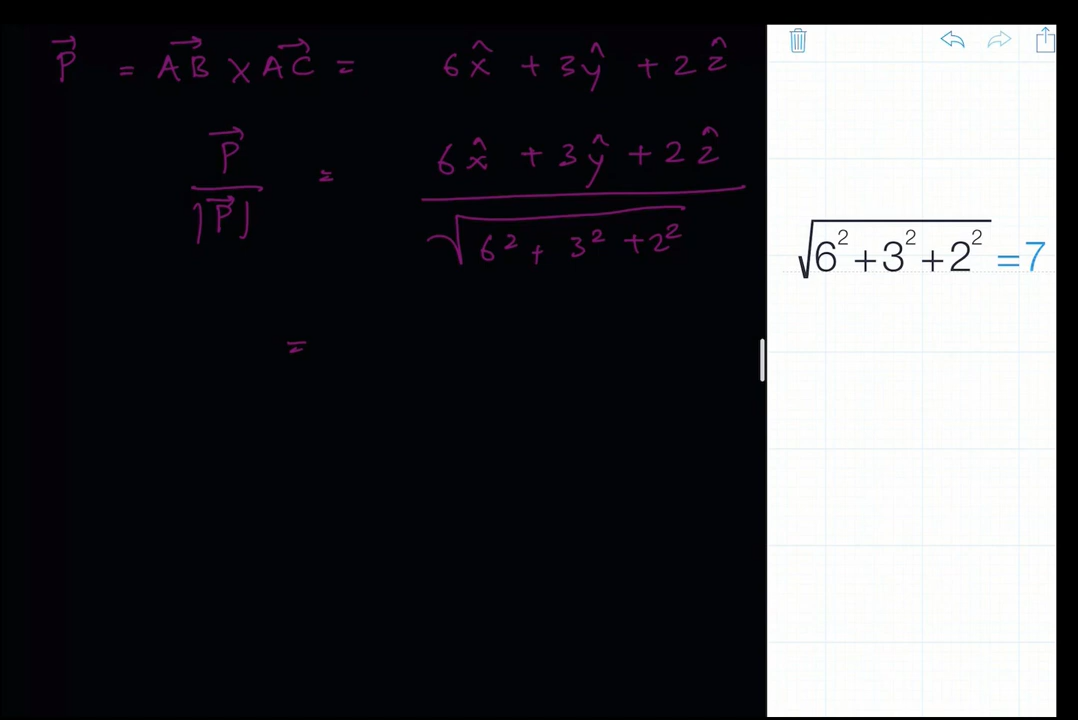 P⃗ = AB⃗ × AC⃗ = 6x̂ + 3ŷ + 2ẑ
P⃗ / |P⃗| = (6x̂ + 3ŷ + 2ẑ) / √(6² + 3² + 2²)
=
√(6² + 3² + 2²) = 7